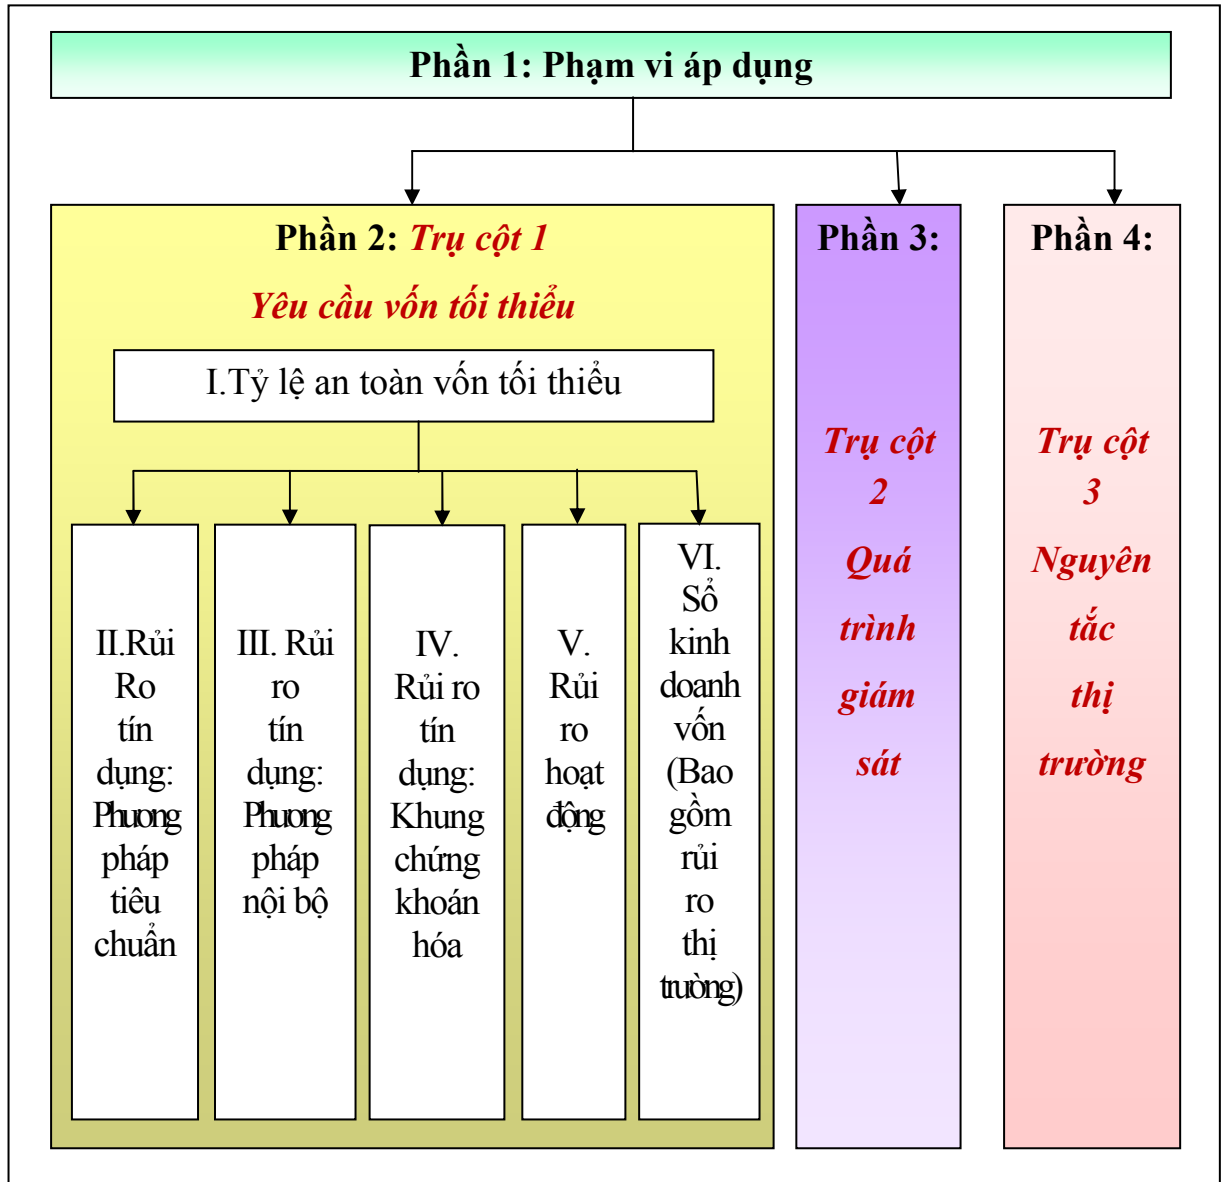 Phần 1: Phạm vi áp dụng
Phần 2: Trụ cột 1
Yêu cầu vốn tối thiểu
I.Tỷ lệ an toàn vốn tối thiểu
II.Rủi
Ro
tín
dụng:
Phương
pháp
tiêu
chuẩn
III. Rủi
ro
tín
dụng:
Phương
pháp
nội bộ
IV.
Rủi ro
tín
dụng:
Khung
chứng
khoán
hóa
V.
Rủi
ro
hoạt
động
VI.
Sổ
kinh
doanh
vốn
(Bao
gồm
rủi
ro
thị
trường)
Phần 3:
Trụ cột
2
Quá
trình
giám
sát
Phần 4:
Trụ cột
3
Nguyên
tắc
thị
trường